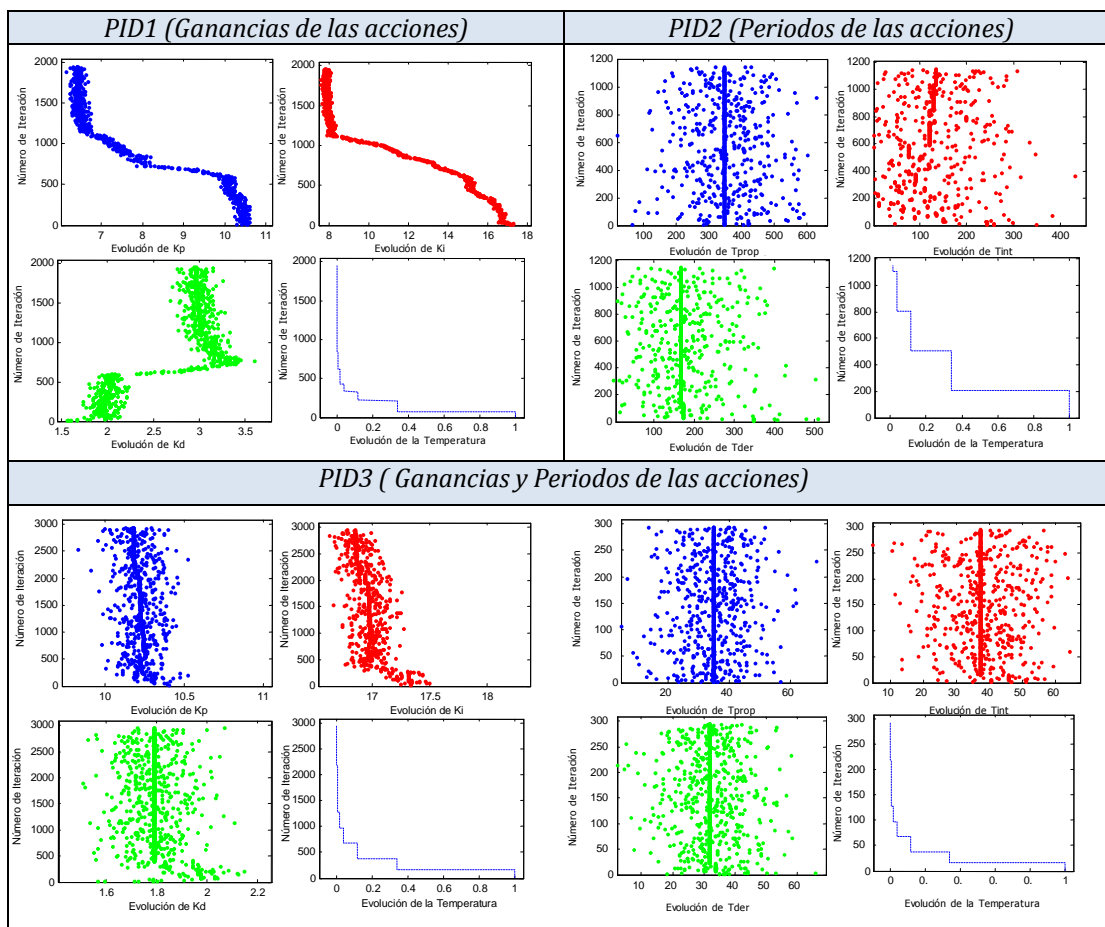 PID1 (Ganancias de las acciones)
PID2 (Periodos de las acciones)
2000
1500
1000
500
0
7 8 9 10 11
Número de Iteración
Evolución de Kp
2000
1500
1000
500
0
8 10 12 14 16 18
Número de Iteración
Evolución de Ki
1200
1000
800
600
400
200
0
100 200 300 400 500 600
Número de Iteración
Evolución de Tprop
1200
1000
800
600
400
200
0
0 100 200 300 400
Número de Iteración
Evolución de Tint
2000
1500
1000
500
0
1.5 2 2.5 3 3.5
Número de Iteración
Evolución de Kd
2000
1500
1000
500
0
0 0.2 0.4 0.6 0.8 1
Número de Iteración
Evolución de la Temperatura
1200
1000
800
600
400
200
0
100 200 300 400 500
Número de Iteración
Evolución de Tder
1200
1000
800
600
400
200
0
0 0.2 0.4 0.6 0.8 1
Número de Iteración
Evolución de la Temperatura
PID3 ( Ganancias y Periodos de las acciones)
3000
2500
2000
1500
1000
500
0
10 10.5 11
Número de Iteración
Evolución de Kp
3000
2500
2000
1500
1000
500
0
17 17.5 18
Número de Iteración
Evolución de Ki
300
250
200
150
100
50
0
20 40 60
Número de Iteración
Evolución de Tprop
300
250
200
150
100
50
0
10 20 30 40 50 60
Número de Iteración
Evolución de Tint
3000
2500
2000
1500
1000
500
0
1.6 1.8 2 2.2
Número de Iteración
Evolución de Kd
3000
2500
2000
1500
1000
500
0
0 0.2 0.4 0.6 0.8 1
Número de Iteración
Evolución de la Temperatura
300
250
200
150
100
50
0
10 20 30 40 50 60
Número de Iteración
Evolución de Tder
300
250
200
150
100
50
0
0 0. 0. 0. 0. 1
Número de Iteración
Evolución de la Temperatura